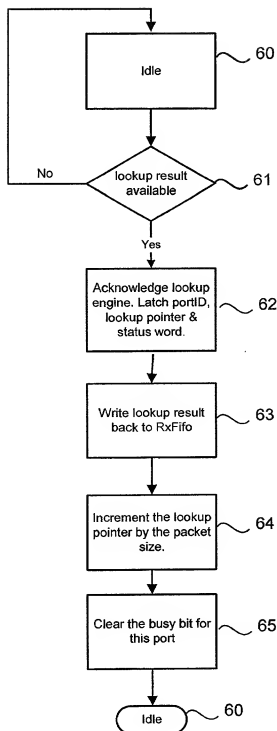 Idle
60
lookup result
available
61
No
Yes
Acknowledge lookup
engine. Latch portID,
lookup pointer &
status word.
62
Write lookup result
back to RxFifo
63
Increment the lookup
pointer by the packet
size.
64
Clear the busy bit for
this port
65
Idle
60